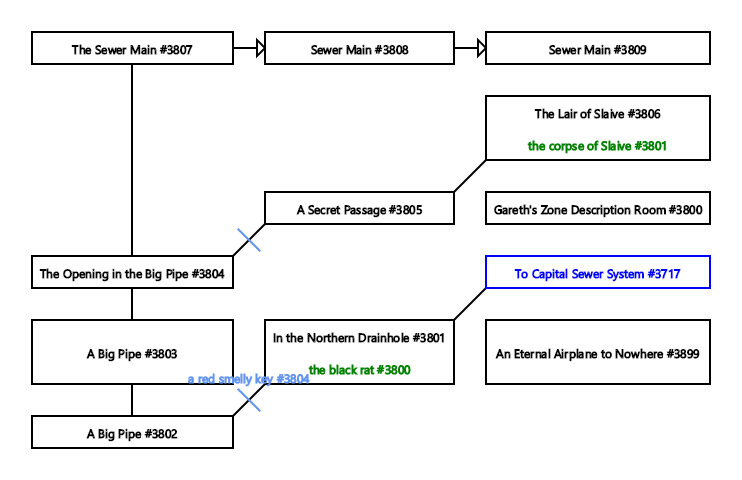 The Sewer Main #3807
Sewer Main #3808
Sewer Main #3809
The Lair of Slaive #3806
the corpse of Slaive #3801
A Secret Passage #3805
Gareth's Zone Description Room #3800
The Opening in the Big Pipe #3804
To Capital Sewer System #3717
A Big Pipe #3803
In the Northern Drainhole #3801
the black rat #3800
An Eternal Airplane to Nowhere #3899
a red smelly key #3804
A Big Pipe #3802